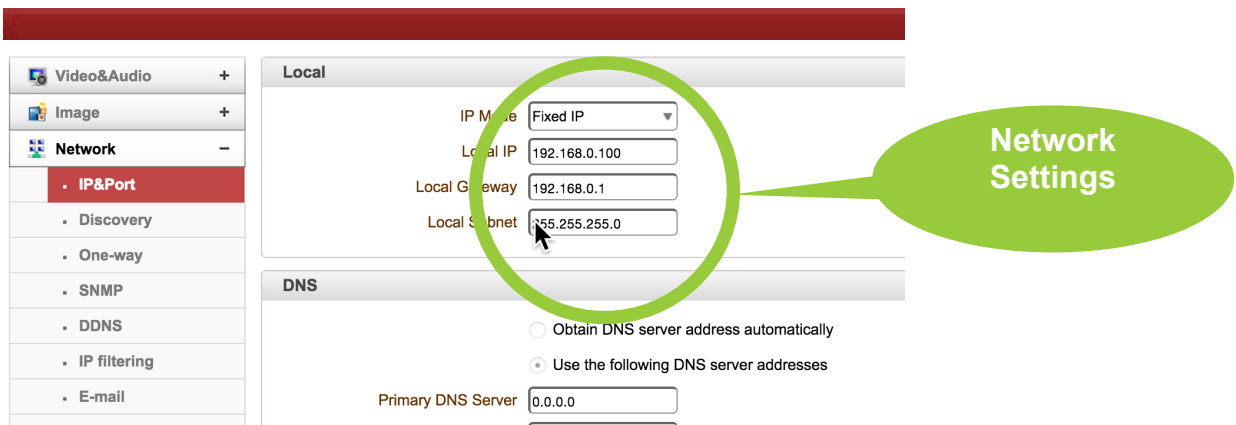 Video&Audio +
Image +
Network −
IP&Port
Discovery
One-way
SNMP
DDNS
IP filtering
E-mail
Local
IP Mode Fixed IP
Local IP 192.168.0.100
Local Gateway 192.168.0.1
Local Subnet 255.255.255.0
DNS
Obtain DNS server address automatically
Use the following DNS server addresses
Primary DNS Server 0.0.0.0
Network
Settings